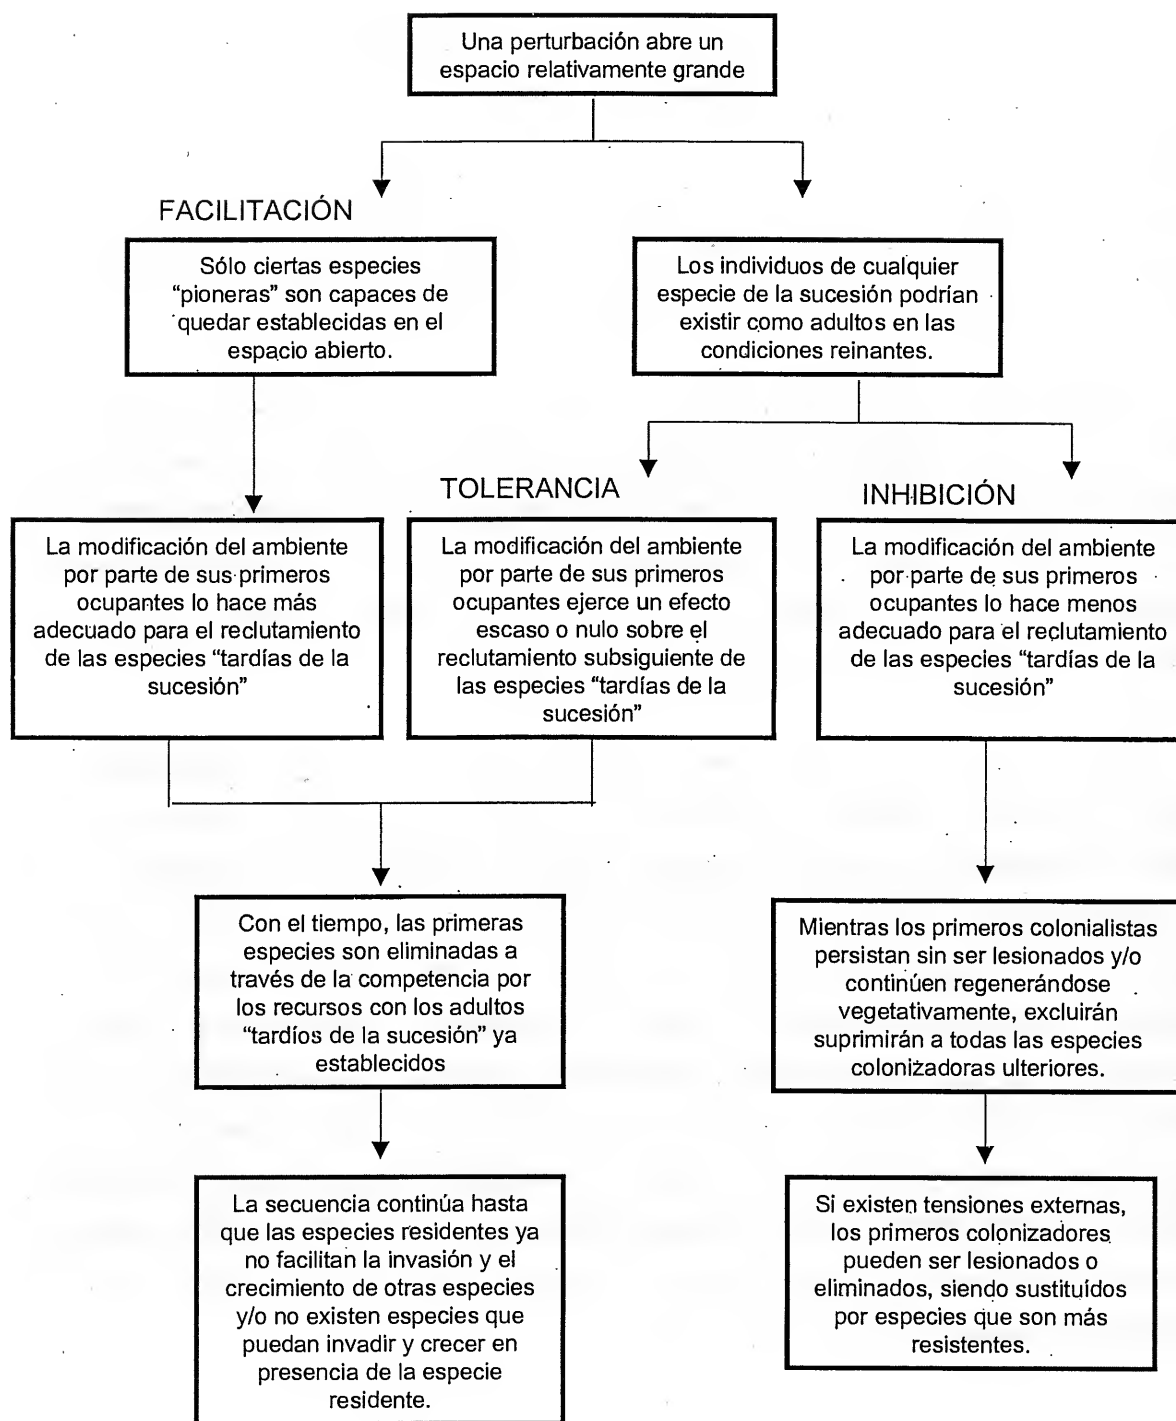 Una perturbación abre un
espacio relativamente grande
FACILITACIÓN
Sólo ciertas especies
“pioneras” son capaces de
quedar establecidas en el
espacio abierto.
Los individuos de cualquier
especie de la sucesión podrían
existir como adultos en las
condiciones reinantes.
La modificación del ambiente
por parte de sus primeros
ocupantes lo hace más
adecuado para el reclutamiento
de las especies “tardías de la
sucesión”
TOLERANCIA
La modificación del ambiente
por parte de sus primeros
ocupantes ejerce un efecto
escaso o nulo sobre el
reclutamiento subsiguiente de
las especies “tardías de la
sucesión”
INHIBICIÓN
La modificación del ambiente
por parte de sus primeros
ocupantes lo hace menos
adecuado para el reclutamiento
de las especies “tardías de la
sucesión”
Con el tiempo, las primeras
especies son eliminadas a
través de la competencia por
los recursos con los adultos
“tardíos de la sucesión” ya
establecidos
Mientras los primeros colonialistas
persistan sin ser lesionados y/o
continúen regenerándose
vegetativamente, excluirán
suprimirán a todas las especies
colonizadoras ulteriores.
La secuencia continúa hasta
que las especies residentes ya
no facilitan la invasión y el
crecimiento de otras especies
y/o no existen especies que
puedan invadir y crecer en
presencia de la especie
residente.
Si existen tensiones externas,
los primeros colonizadores
pueden ser lesionados o
eliminados, siendo sustituídos
por especies que son más
resistentes.